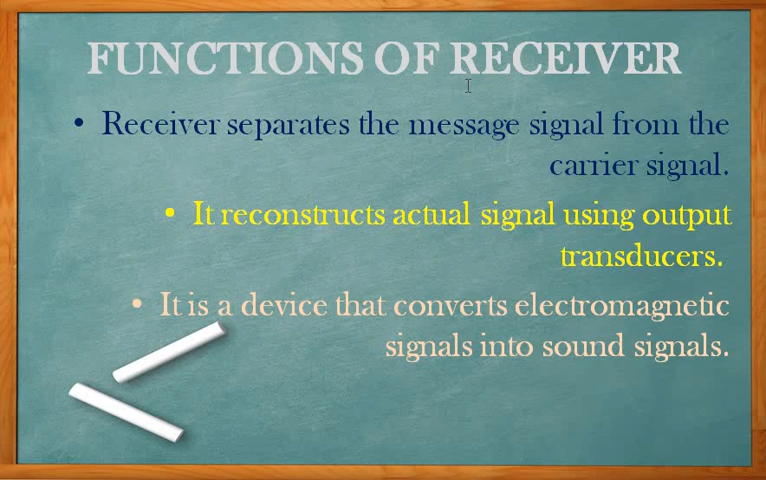 FUNCTIONS OF RECEIVER
• Receiver separates the message signal from the
carrier signal.
• It reconstructs actual signal using output
transducers.
• It is a device that converts electromagnetic
signals into sound signals.